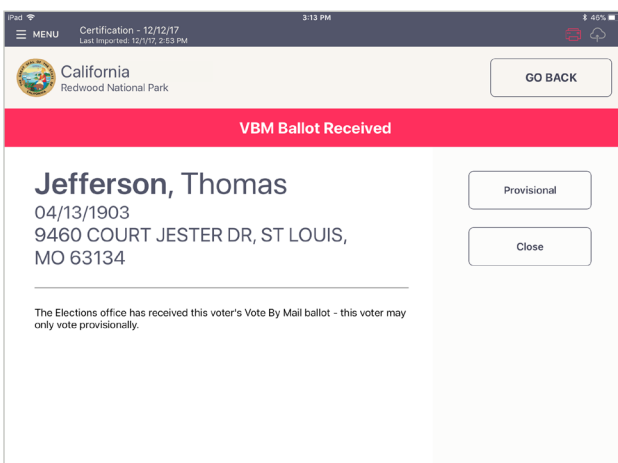 iPad 3:13 PM 46%
MENU Certification - 12/12/17
Last Imported: 12/1/17, 2:53 PM
California
Redwood National Park
GO BACK
VBM Ballot Received
Jefferson, Thomas
04/13/1903
9460 COURT JESTER DR, ST LOUIS,
MO 63134
Provisional
Close
The Elections office has received this voter's Vote By Mail ballot - this voter may
only vote provisionally.